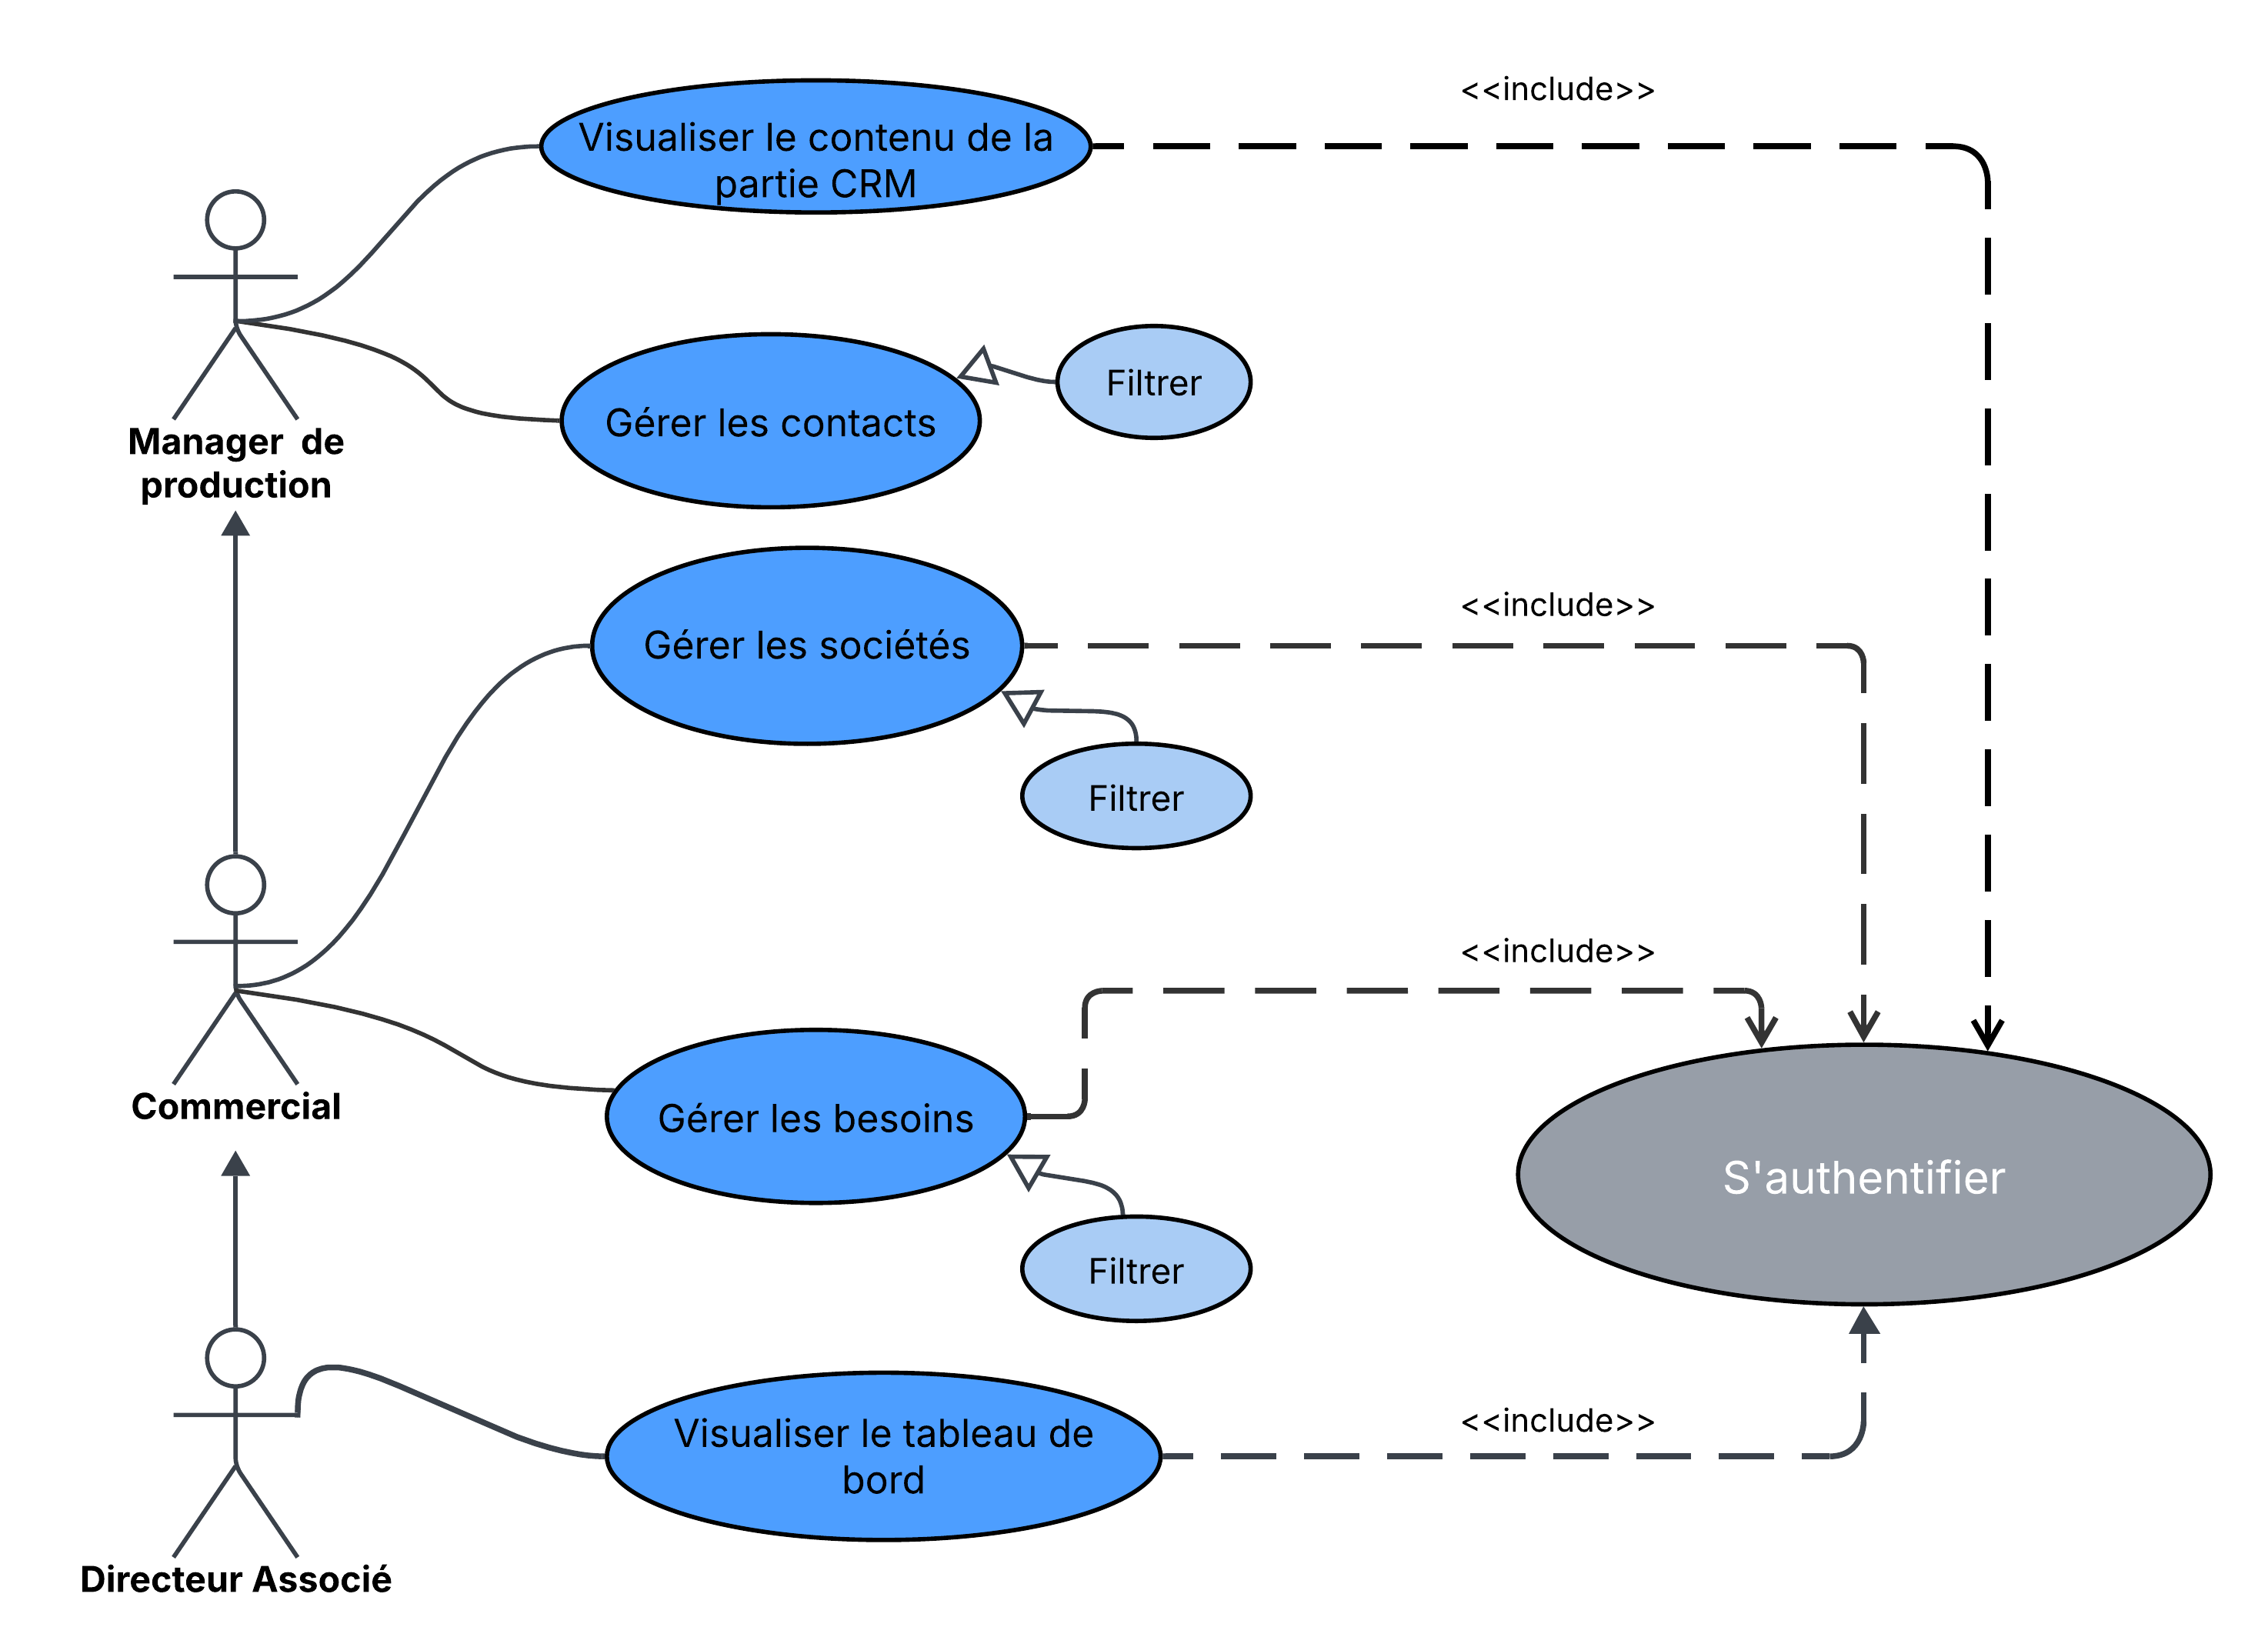 <<include>>
Visualiser le contenu de la
partie CRM
Filtrer
Gérer les contacts
Manager de
production
<<include>>
Gérer les sociétés
Filtrer
<<include>>
Commercial
Gérer les besoins
S'authentifier
Filtrer
<<include>>
Visualiser le tableau de
bord
Directeur Associé